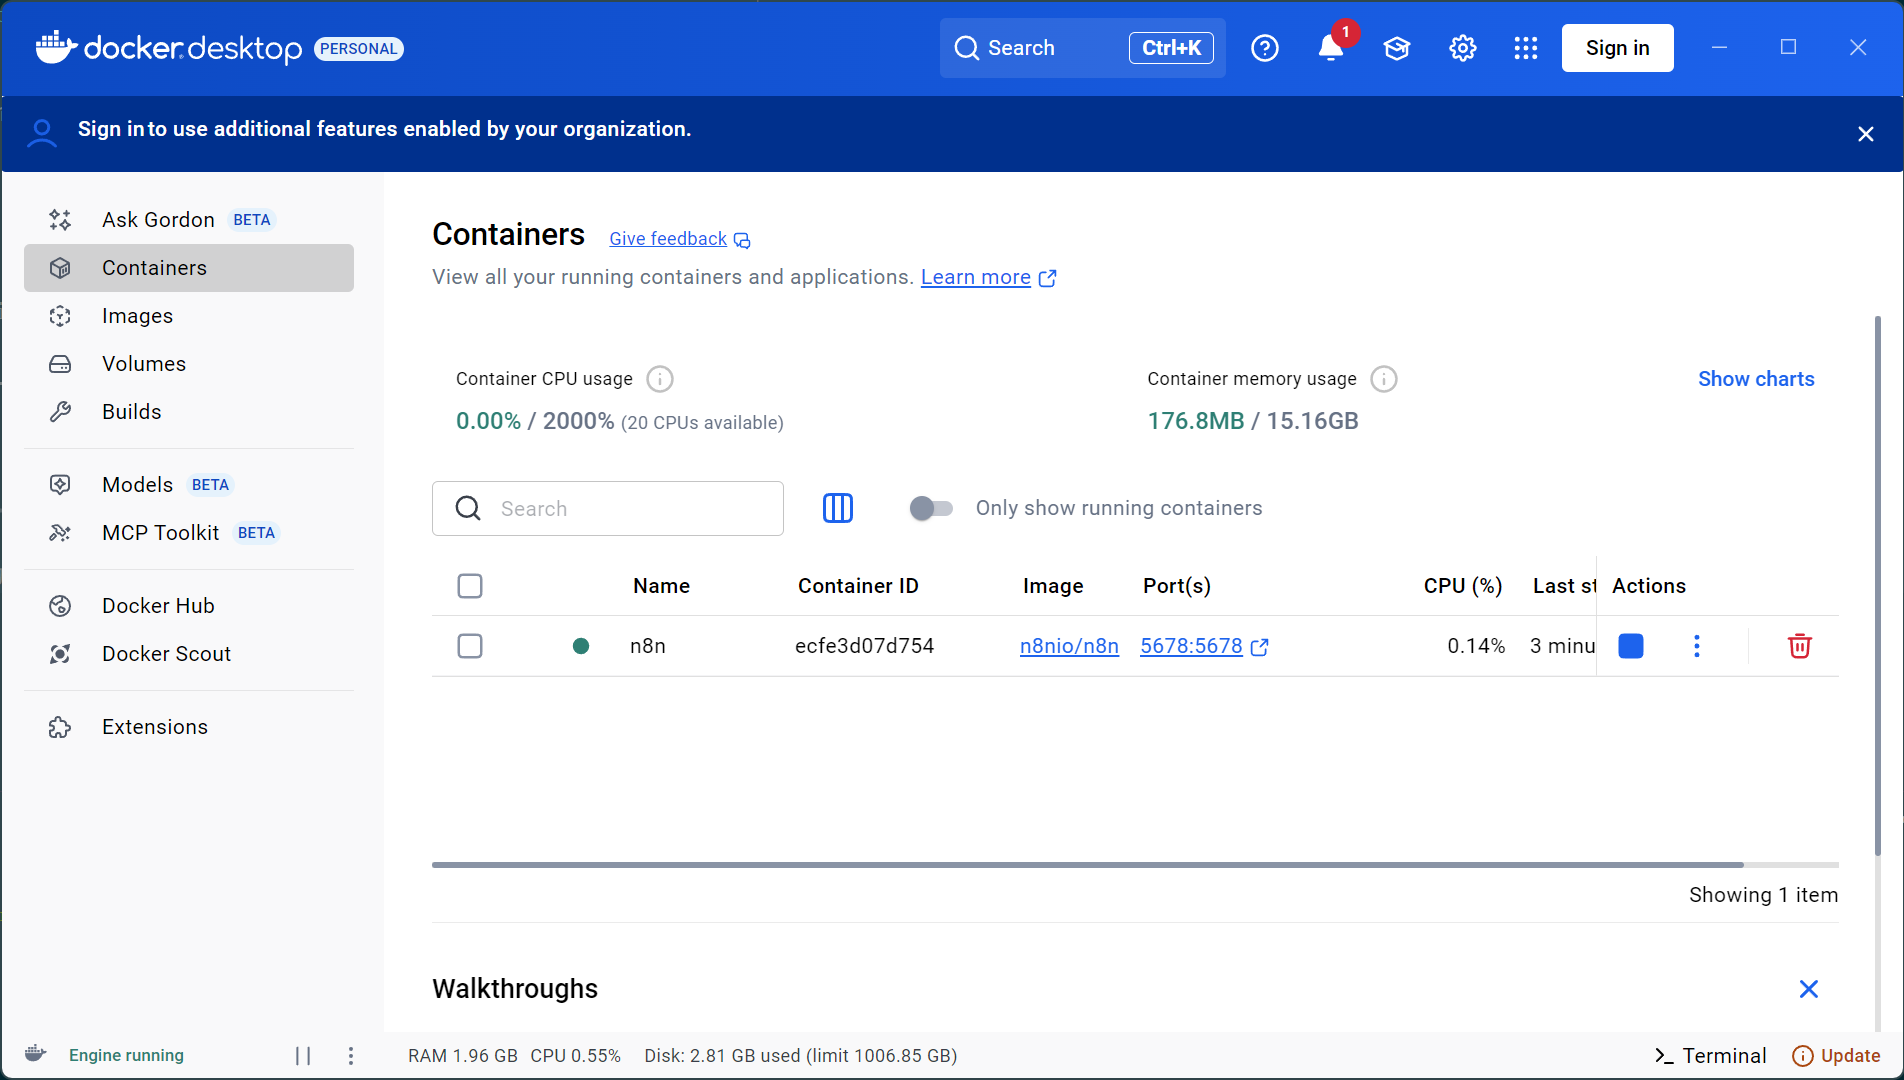 docker.desktop PERSONAL
Search Ctrl+K
1
Sign in
Sign in to use additional features enabled by your organization.
Ask Gordon BETA
Containers
Images
Volumes
Builds
Models BETA
MCP Toolkit BETA
Docker Hub
Docker Scout
Extensions
Containers Give feedback
View all your running containers and applications. Learn more
Container CPU usage
0.00% / 2000% (20 CPUs available)
Container memory usage
176.8MB / 15.16GB
Show charts
Search
Only show running containers
Name Container ID Image Port(s) CPU (%) Last st Actions
n8n ecfe3d07d754 n8nio/n8n 5678:5678 0.14% 3 minu
Showing 1 item
Walkthroughs
Engine running
RAM 1.96 GB CPU 0.55% Disk: 2.81 GB used (limit 1006.85 GB)
Terminal
Update